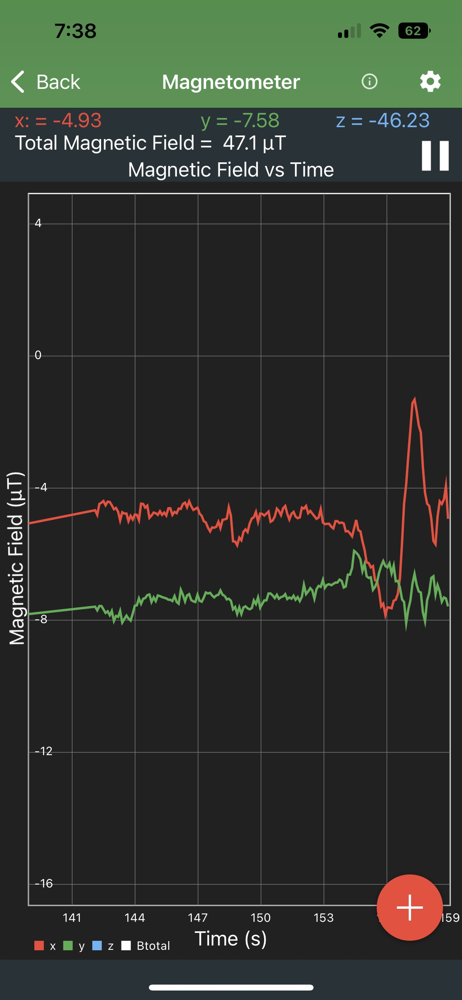 7:38 62
Back Magnetometer
x: = -4.93 y = -7.58 z = -46.23
Total Magnetic Field = 47.1 µT
Magnetic Field vs Time
4
0
-4
-8
-12
-16
Magnetic Field (µT)
141 144 147 150 153 159
Time (s)
x y z Btotal